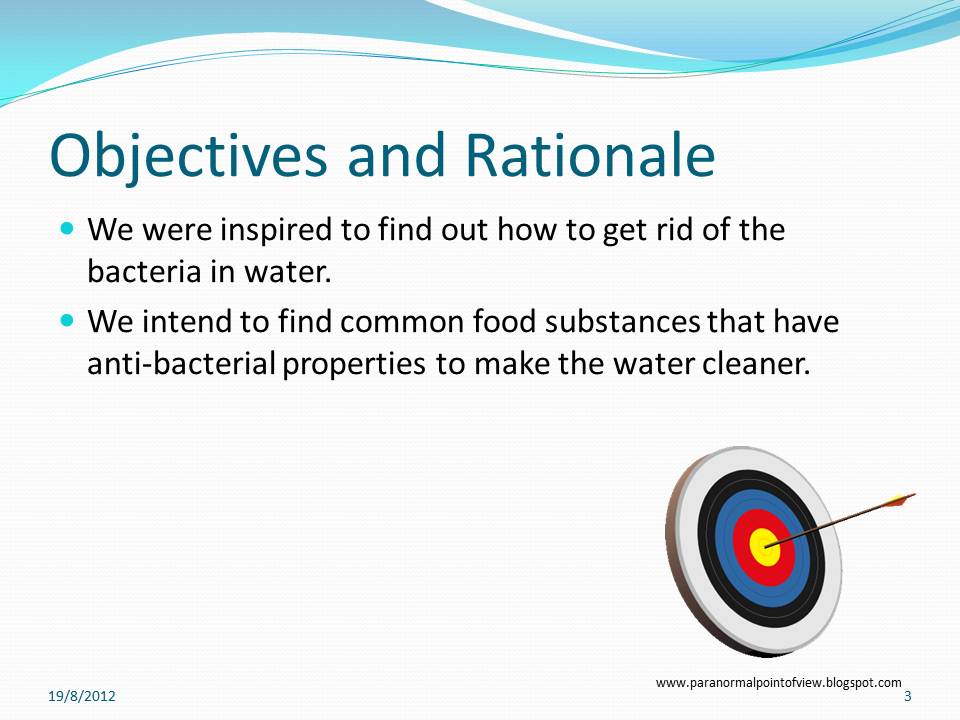 Objectives and Rationale
We were inspired to find out how to get rid of the
bacteria in water.
We intend to find common food substances that have
anti-bacterial properties to make the water cleaner.
www.paranormalpointofview.blogspot.com
19/8/2012
3